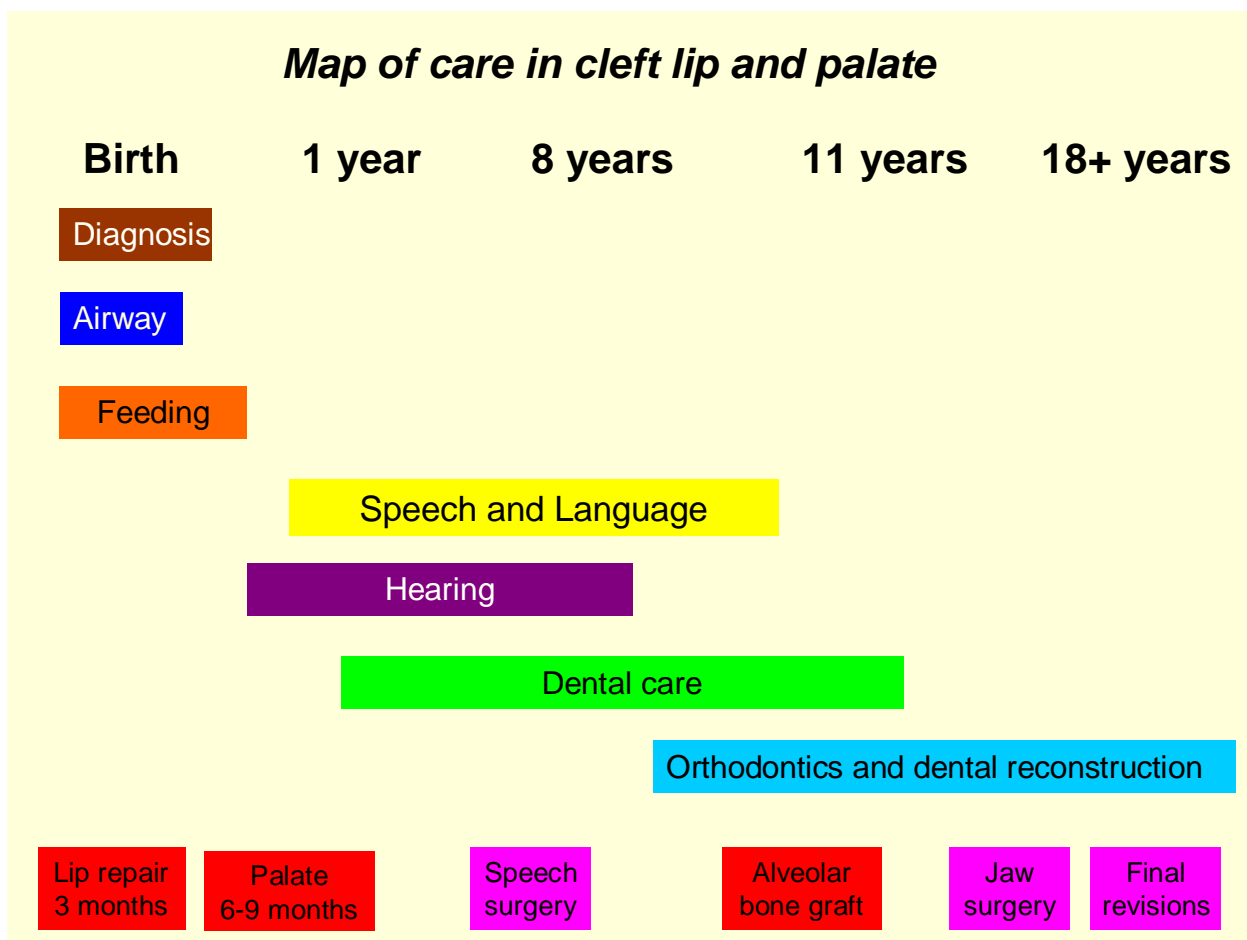 Map of care in cleft lip and palate
Birth 1 year 8 years 11 years 18+ years
Diagnosis
Airway
Feeding
Speech and Language
Hearing
Dental care
Orthodontics and dental reconstruction
Lip repair
3 months
Palate
6-9 months
Speech
surgery
Alveolar
bone graft
Jaw
surgery
Final
revisions